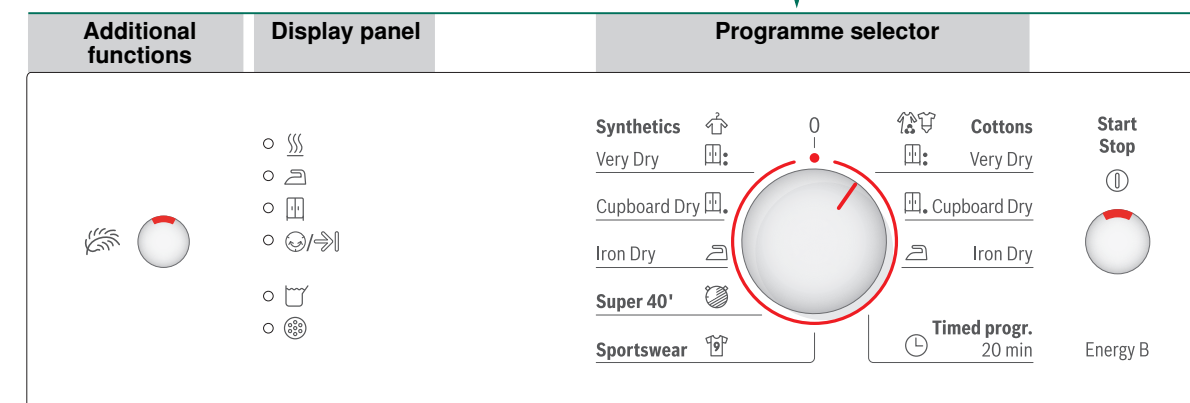 Additional
functions
Display panel
Programme selector
Synthetics
Very Dry
Cupboard Dry
Iron Dry
Super 40'
Sportswear
9
0
Cottons
Very Dry
Cupboard Dry
Iron Dry
Timed progr.
20 min
Start
Stop
Energy B